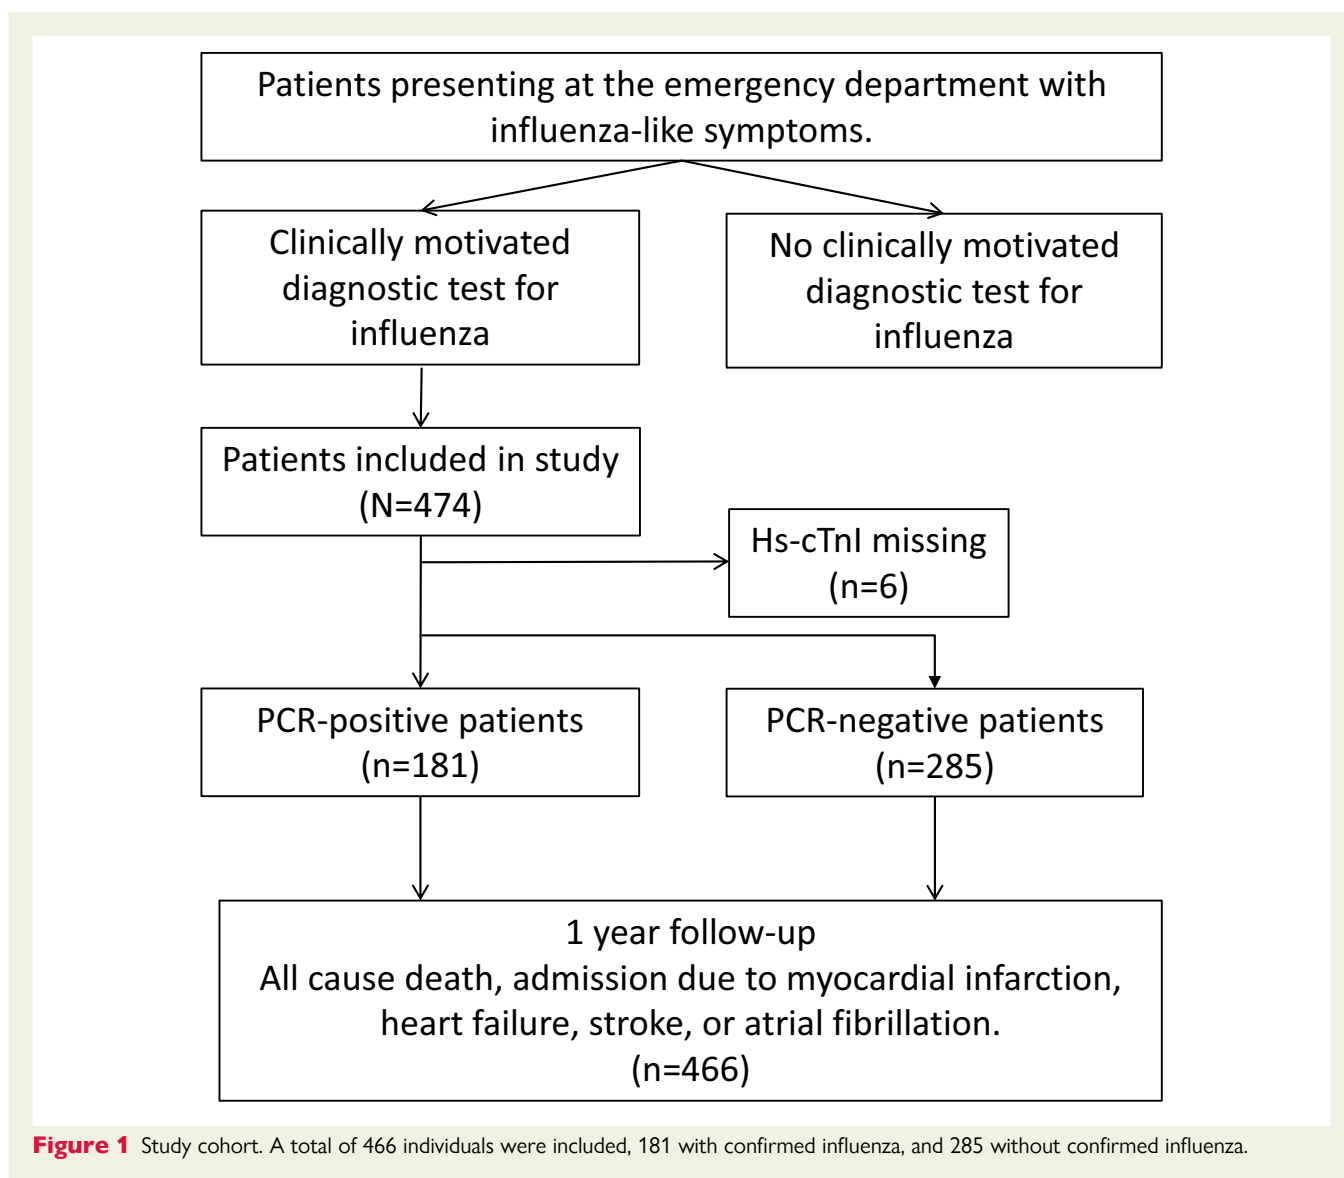 Patients presenting at the emergency department with
influenza-like symptoms.
Clinically motivated
diagnostic test for
influenza
No clinically motivated
diagnostic test for
influenza
Patients included in study
(N=474)
Hs-cTnI missing
(n=6)
PCR-positive patients
(n=181)
PCR-negative patients
(n=285)
1 year follow-up
All cause death, admission due to myocardial infarction,
heart failure, stroke, or atrial fibrillation.
(n=466)
Figure 1 Study cohort. A total of 466 individuals were included, 181 with confirmed influenza, and 285 without confirmed influenza.